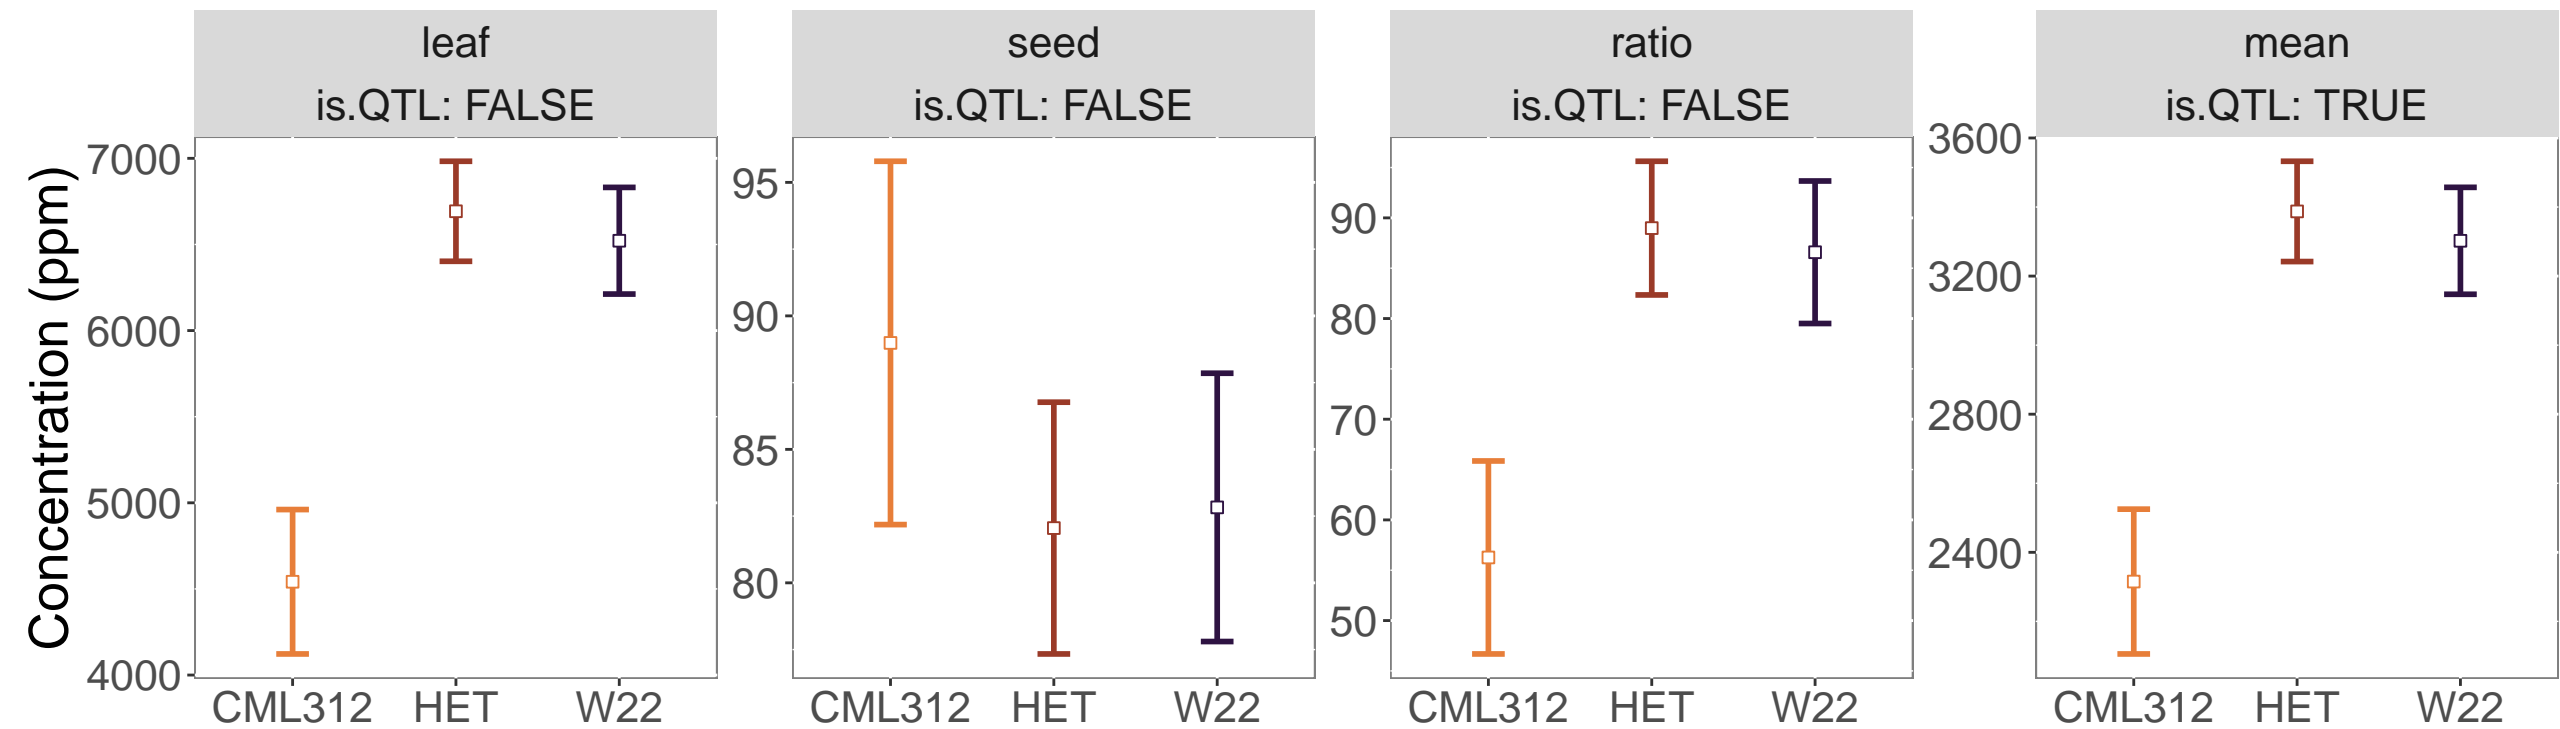 leaf
is.QTL: FALSE
seed
is.QTL: FALSE
ratio
is.QTL: FALSE
mean
is.QTL: TRUE
Concentration (ppm)
7000
6000
5000
4000
CML312 HET W22
95
90
85
80
CML312 HET W22
90
80
70
60
50
CML312 HET W22
3600
3200
2800
2400
CML312 HET W22